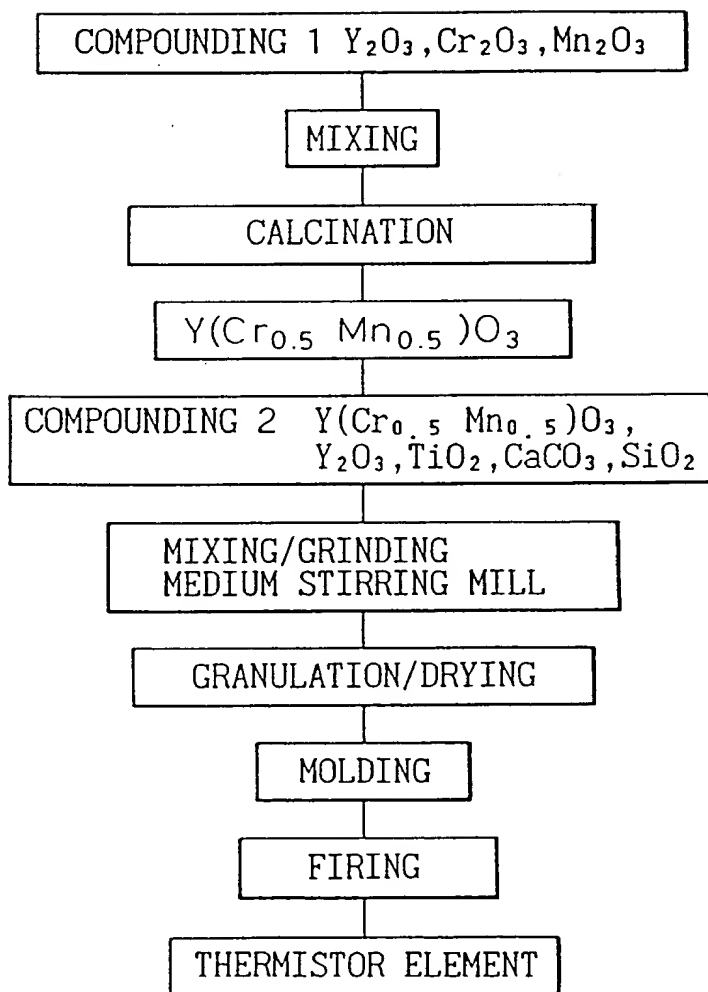 COMPOUNDING 1 Y₂O₃,Cr₂O₃,Mn₂O₃
MIXING
CALCINATION
Y(Cr₀.₅ Mn₀.₅)O₃
COMPOUNDING 2 Y(Cr₀.₅ Mn₀.₅)O₃,
Y₂O₃,TiO₂,CaCO₃,SiO₂
MIXING/GRINDING
MEDIUM STIRRING MILL
GRANULATION/DRYING
MOLDING
FIRING
THERMISTOR ELEMENT